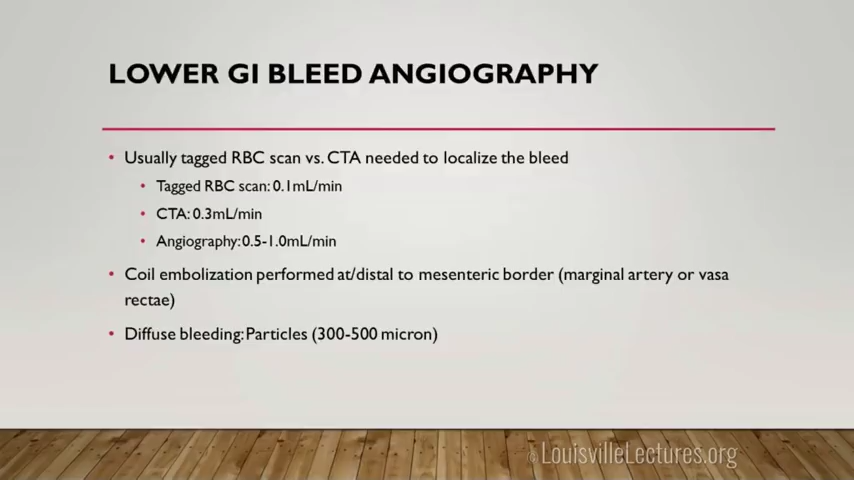 LOWER GI BLEED ANGIOGRAPHY
• Usually tagged RBC scan vs. CTA needed to localize the bleed
• Tagged RBC scan: 0.1mL/min
• CTA: 0.3mL/min
• Angiography: 0.5-1.0mL/min
• Coil embolization performed at/distal to mesenteric border (marginal artery or vasa
rectae)
• Diffuse bleeding: Particles (300-500 micron)
© LouisvilleLectures.org